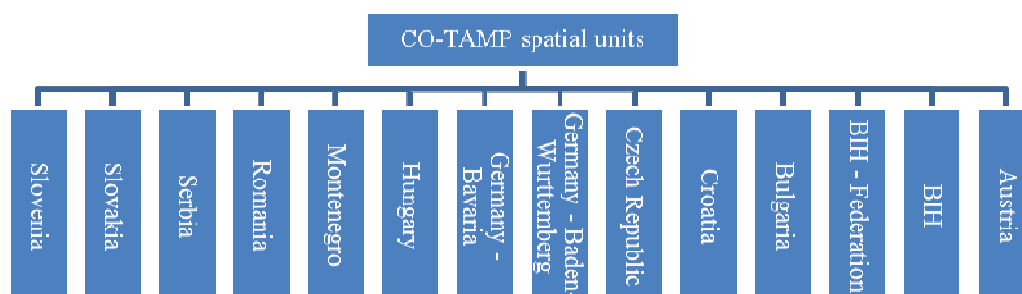 CO-TAMP spatial units
Slovenia
Slovakia
Serbia
Romania
Montenegro
Hungary
Germany -
Bavaria
Germany - Baden-
Wurttemberg
Czech Republic
Croatia
Bulgaria
BIH - Federation
BIH
Austria